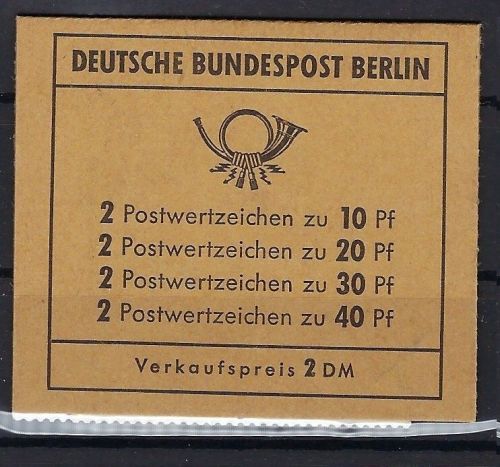 DEUTSCHE BUNDESPOST BERLIN
2 Postwertzeichen zu 10 Pf
2 Postwertzeichen zu 20 Pf
2 Postwertzeichen zu 30 Pf
2 Postwertzeichen zu 40 Pf
Verkaufspreis 2 DM